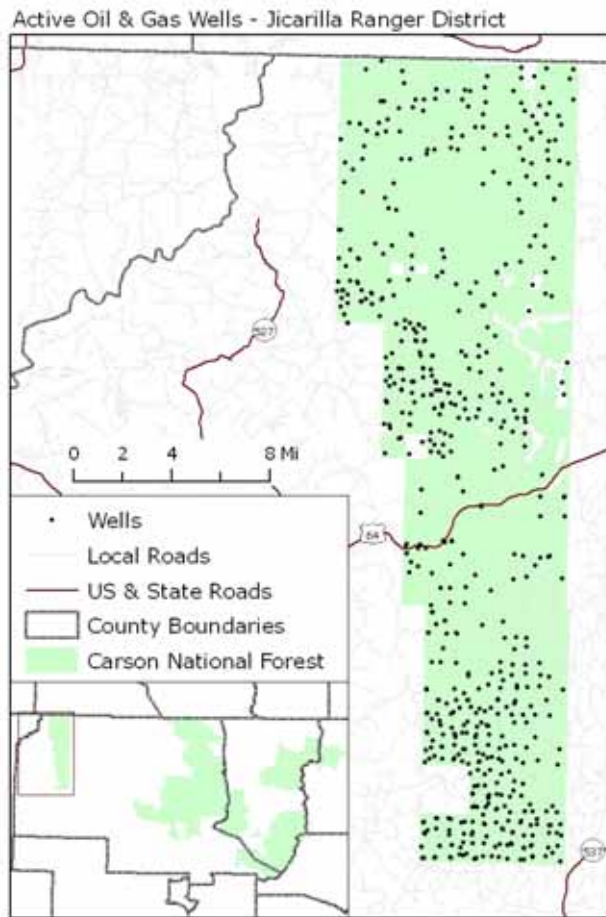 Active Oil & Gas Wells - Jicarilla Ranger District
527
0 2 4 8 Mi
64
Wells
Local Roads
US & State Roads
County Boundaries
Carson National Forest
537